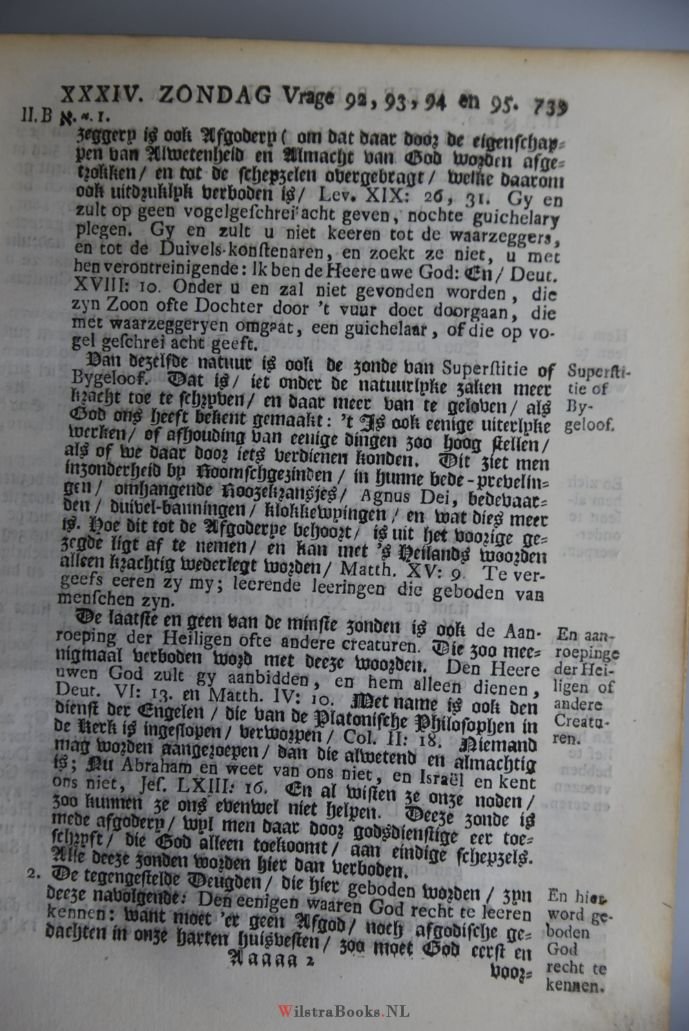 XXXIV. ZONDAG Vrage 92, 93, 94 en 95. 739
II.B א.ℵ.1.
zeggery is ook Afgodery ( om dat daar door de eigenschap-
pen van Alwetenheid en Almacht van God worden afge-
trokken / en tot de schepzelen overgebragt / welke daarom
ook uitdruklyk verboden is / Lev. XIX: 26, 31. Gy en
zult op geen vogelgeschrei acht geven, nochte guichelary
plegen. Gy en zult u niet keeren tot de waarzeggers,
en tot de Duivels-konstenaren, en zoekt ze niet, u met
hen verontreinigende: Ik ben de Heere uwe God: En / Deut.
XVIII: 10. Onder u en zal niet gevonden worden, die
zyn Zoon ofte Dochter door 't vuur doet doorgaan, die
met waarzeggeryen omgaat, een guichelaar, of die op vo-
gel geschrei acht geeft.
Van dezelfde natuur is ook de zonde van Superstitie of
Bygeloof. Dat is / iet onder de natuurlyke zaken meer
kracht toe te schryven / en daar meer van te geloven / als
God ons heeft bekent gemaakt: 't Is ook eenige uiterlyke
werken / of afhouding van eenige dingen zoo hoog stellen /
als of we daar door iets verdienen konden. Dit ziet men
inzonderheid by Roomschgezinden / in hunne bede-prevelin-
gen / omhangende Roozekransjes / Agnus Dei, bedevaar-
den / duivel-banningen / klokkewyingen / en wat dies meer
is. Hoe dit tot de Afgoderye behoort / is uit het voorige ge-
zegde ligt af te nemen / en kan met 's Heilands woorden
alleen krachtig wederlegt worden / Matth. XV: 9. Te ver-
geefs eeren zy my; leerende leeringen die geboden van
menschen zyn.
Superſti-
tie of
By-
geloof.
De laatste en geen van de minste zonden is ook de Aan-
roeping der Heiligen ofte andere creaturen. Die zoo mee-
nigmaal verboden word met deeze woorden. Den Heere
uwen God zult gy aanbidden, en hem alleen dienen,
Deut. VI: 13. en Matth. IV: 10. Met name is ook den
dienst der Engelen / die van de Platonische Philosophen in
de Kerk is ingeslopen / verworpen / Col. II: 18. Niemand
mag worden aangeroepen / dan die alwetend en almachtig
is; Nu Abraham en weet van ons niet, en Israël en kent
ons niet, Jes. LXIII: 16. En al wisten ze onze noden /
zoo kunnen ze ons evenwel niet helpen. Deeze zonde is
mede afgodery / wyl men daar door godsdienstige eer toe-
schryft / die God alleen toekoomt / aan eindige schepzels.
Alle deeze zonden worden hier dan verboden.
En aan-
roepinge
der Hei-
ligen of
andere
Creatu-
ren.
2. De tegengestelde Deugden / die hier geboden worden / zyn
deeze navolgende: Den eenigen waaren God recht te leeren
kennen: want moet 'er geen Afgod / noch afgodische ge-
dachten in onze harten huisvesten / zoo moet God eerst en
En hier
word ge-
boden
God
recht te
kennen.
Aaaaa 2
voor-
WilstraBooks.NL